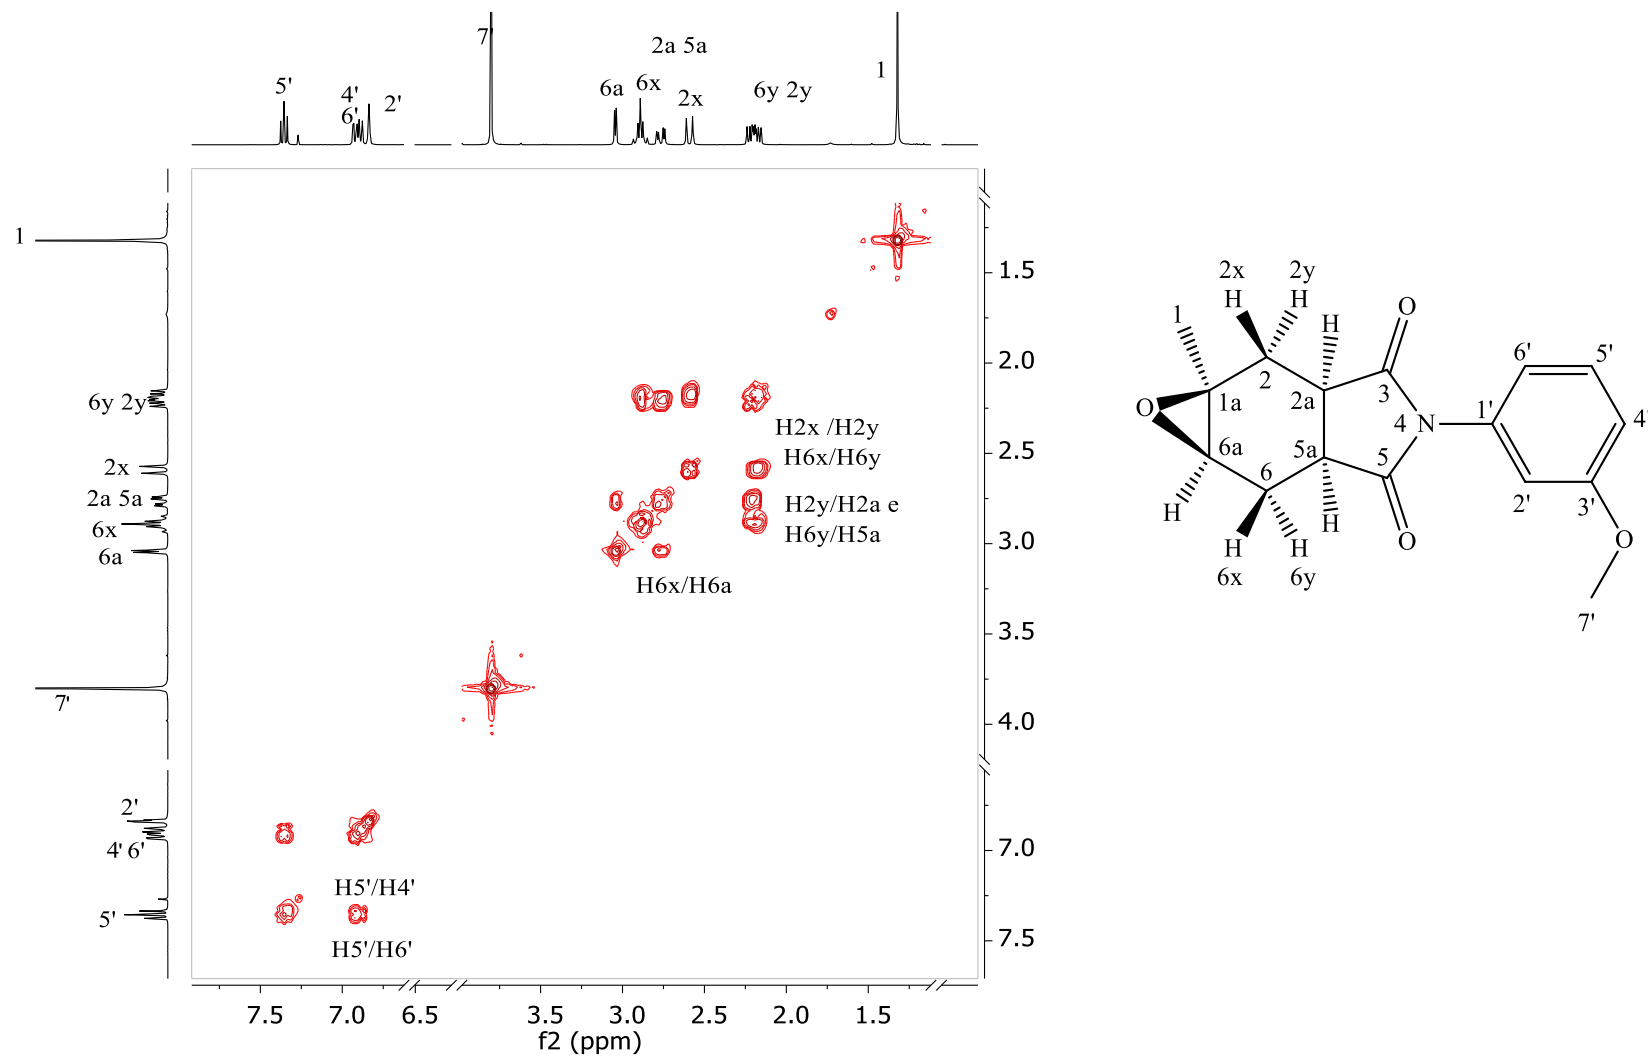 7'
2a 5a
5'
4'
6'
2'
6a
6x
2x
6y 2y
1
1
6y 2y
2x
2a 5a
6x
6a
7'
2'
4' 6'
5'
H2x /H2y
H6x/H6y
H2y/H2a e
H6y/H5a
H6x/H6a
H5'/H4'
H5'/H6'
1.5
2.0
2.5
3.0
3.5
4.0
7.0
7.5
7.5 7.0 6.5 3.5 3.0 2.5 2.0 1.5
f2 (ppm)
2x 2y
H H
1 H O
2
6' 5'
O 1a 2a 3
4 N 1' 4'
6a 5a 5
6 2' 3'
H H O
H H O
6x 6y
7'